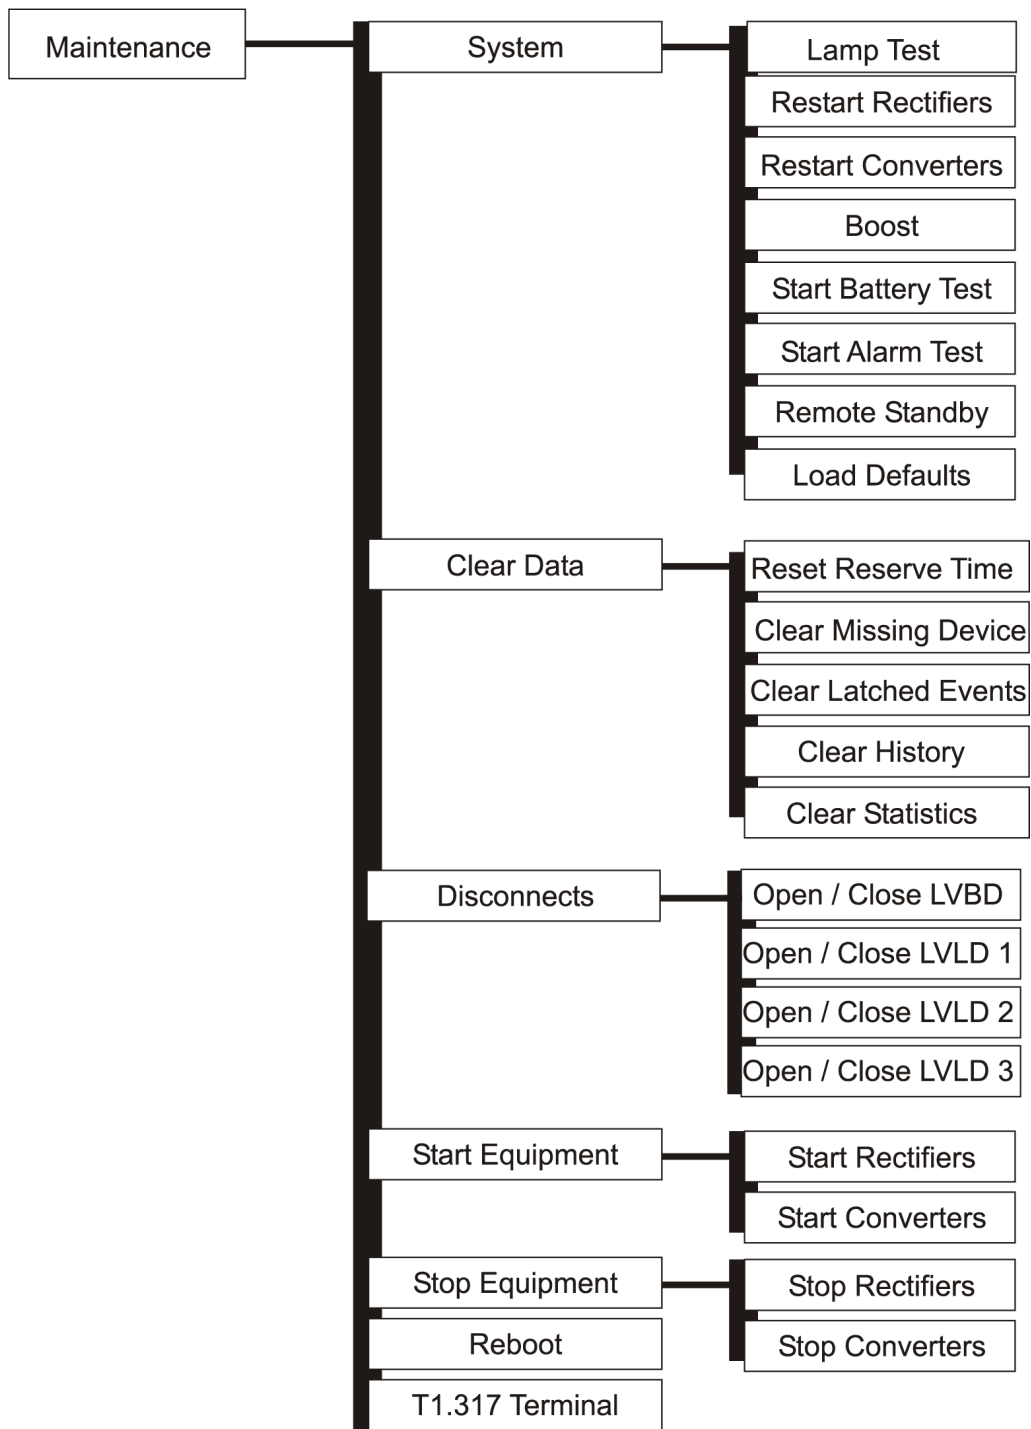 Maintenance
System
Lamp Test
Restart Rectifiers
Restart Converters
Boost
Start Battery Test
Start Alarm Test
Remote Standby
Load Defaults
Clear Data
Reset Reserve Time
Clear Missing Device
Clear Latched Events
Clear History
Clear Statistics
Disconnects
Open / Close LVBD
Open / Close LVLD 1
Open / Close LVLD 2
Open / Close LVLD 3
Start Equipment
Start Rectifiers
Start Converters
Stop Equipment
Stop Rectifiers
Stop Converters
Reboot
T1.317 Terminal